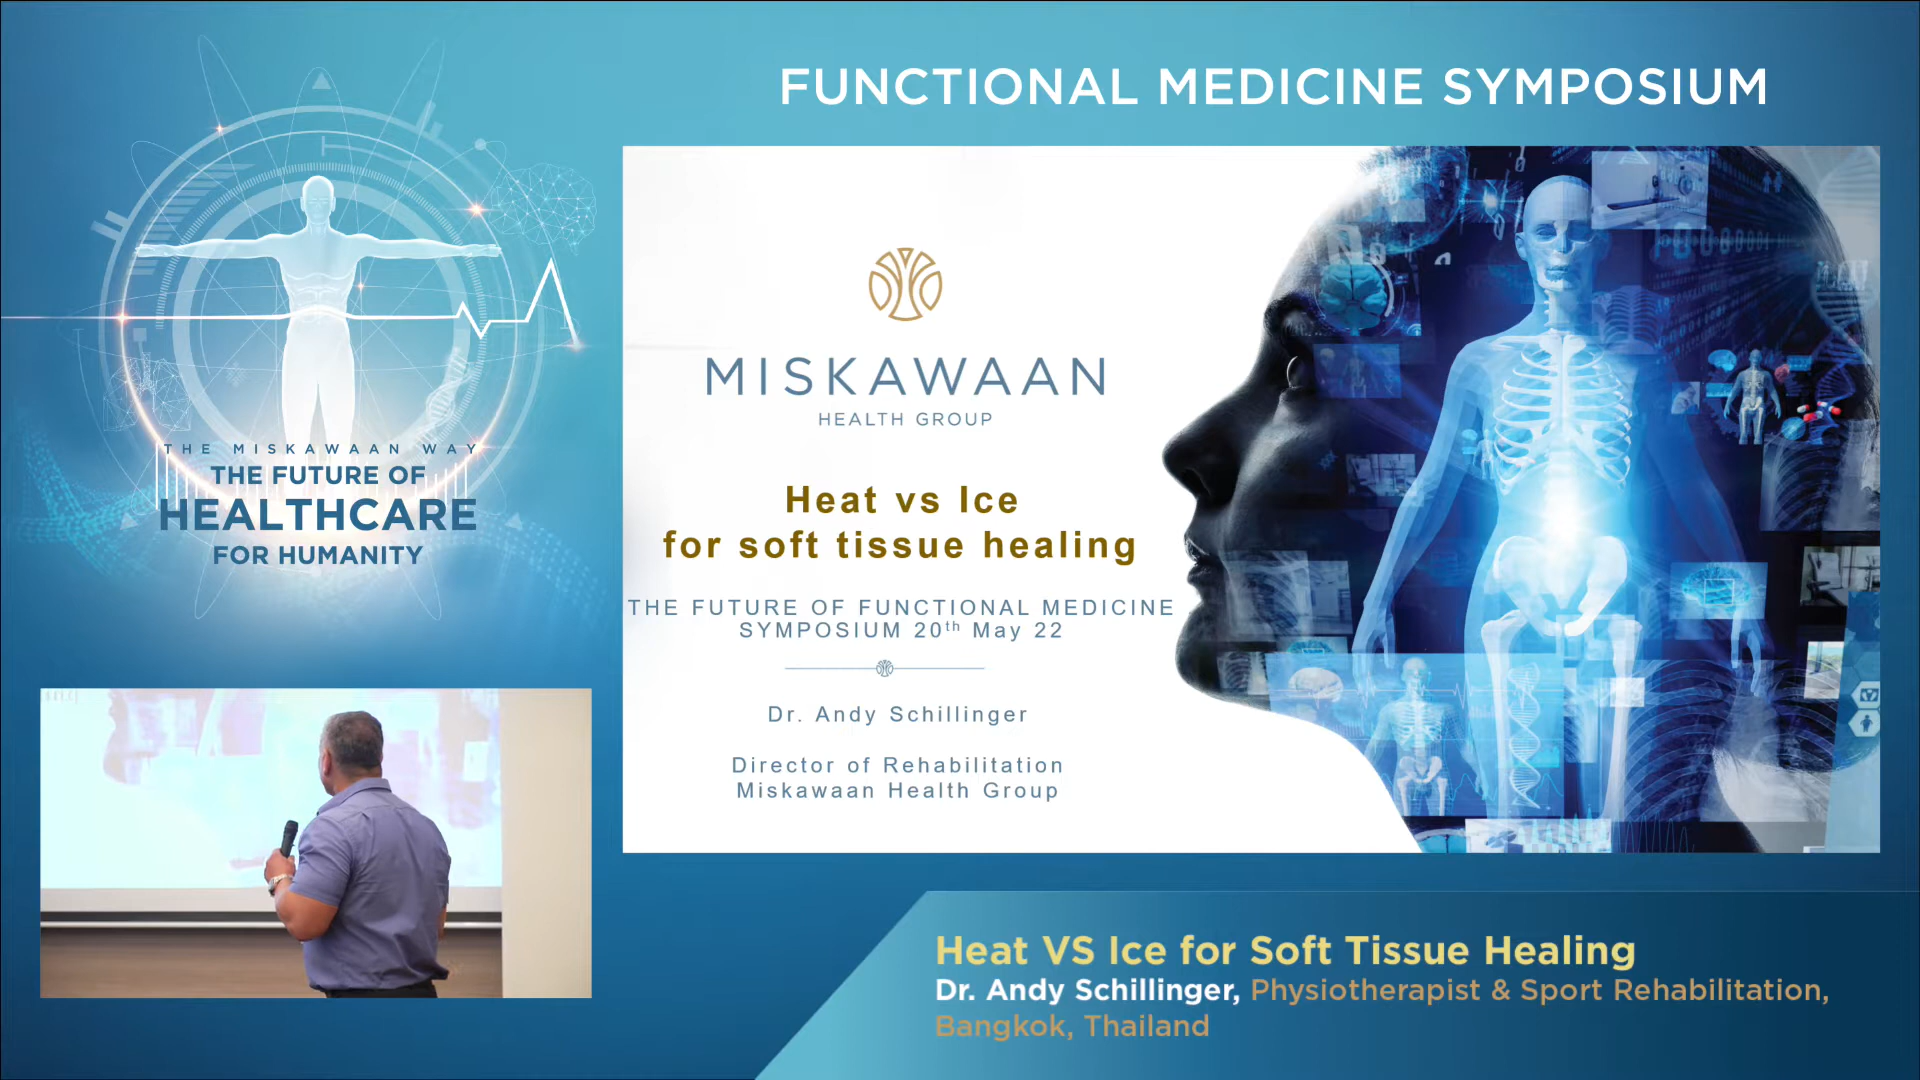 FUNCTIONAL MEDICINE SYMPOSIUM
THE MISKAWAAN WAY
THE FUTURE OF
HEALTHCARE
FOR HUMANITY
MISKAWAAN
HEALTH GROUP
Heat vs Ice
for soft tissue healing
THE FUTURE OF FUNCTIONAL MEDICINE
SYMPOSIUM 20th May 22
Dr. Andy Schillinger
Director of Rehabilitation
Miskawaan Health Group
Heat VS Ice for Soft Tissue Healing
Dr. Andy Schillinger, Physiotherapist & Sport Rehabilitation,
Bangkok, Thailand